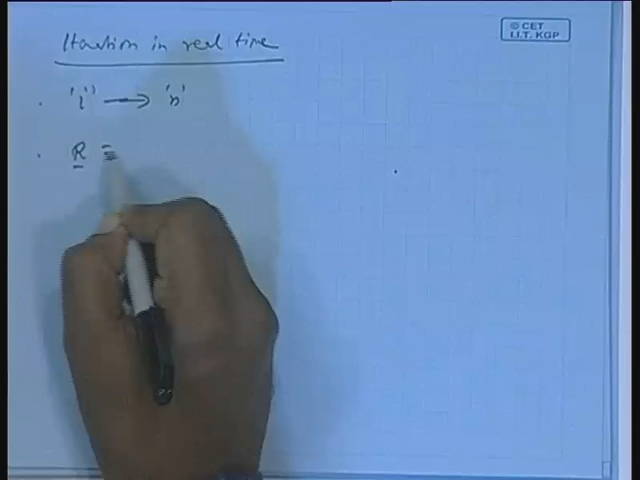 Iteration in real time
© CET
I.I.T. KGP
. 'i' → 'n'
. R =